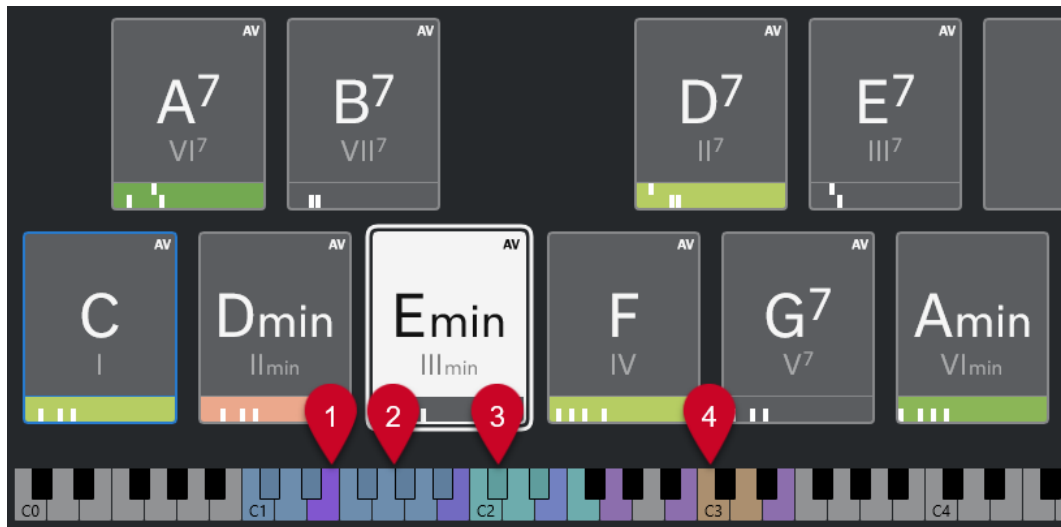 AV AV AV AV
A7 B7 D7 E7
VI7 VII7 II7 III7
AV AV AV AV AV AV
C Dmin Emin F G7 Amin
I IImin IIImin IV V7 VImin
1 2 3 4
C0 C1 C2 C3 C4